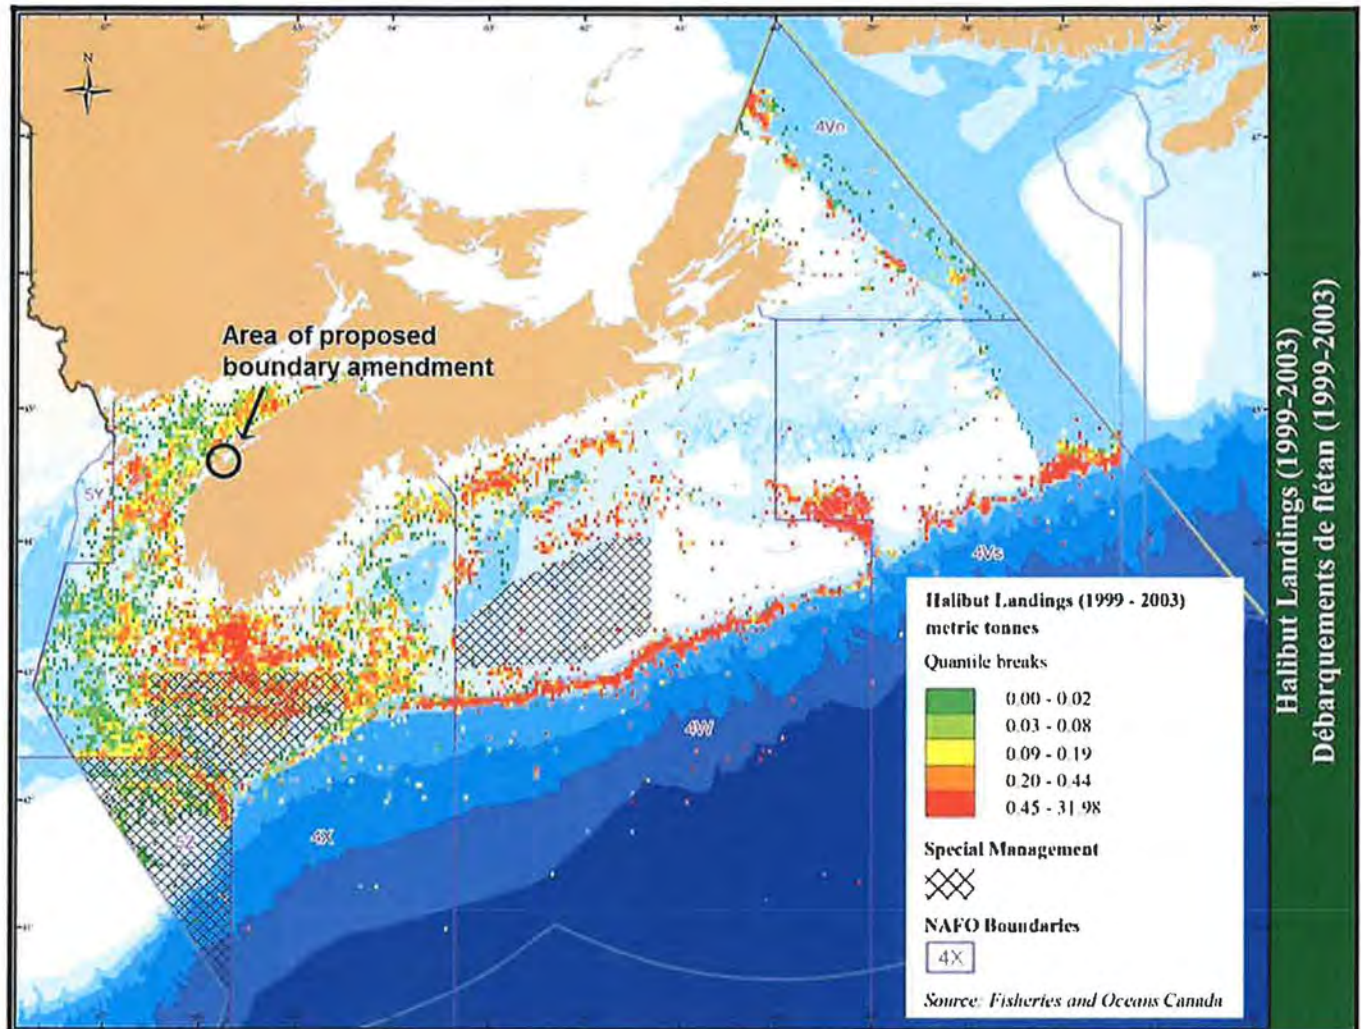 N
Area of proposed
boundary amendment
4Vn
5Y
4Vs
4W
4X
5Z
Halibut Landings (1999 - 2003)
metric tonnes
Quantile breaks
0.00 - 0.02
0.03 - 0.08
0.09 - 0.19
0.20 - 0.44
0.45 - 31.98
Special Management
NAFO Boundaries
4X
Source: Fisheries and Oceans Canada
Halibut Landings (1999-2003)
Débarquements de flétan (1999-2003)